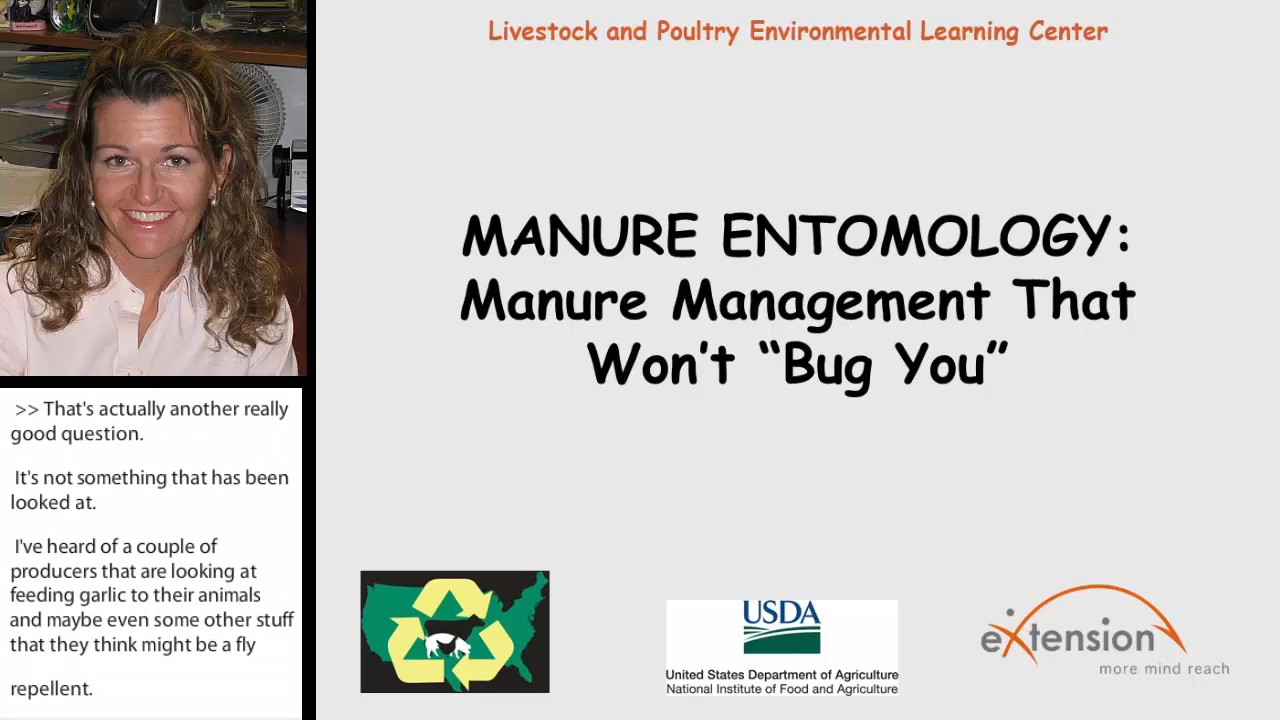 Livestock and Poultry Environmental Learning Center
MANURE ENTOMOLOGY:
Manure Management That
Won't “Bug You”
>> That's actually another really
good question.
It's not something that has been
looked at.
I've heard of a couple of
producers that are looking at
feeding garlic to their animals
and maybe even some other stuff
that they think might be a fly
repellent.
USDA
United States Department of Agriculture
National Institute of Food and Agriculture
eXtension
more mind reach